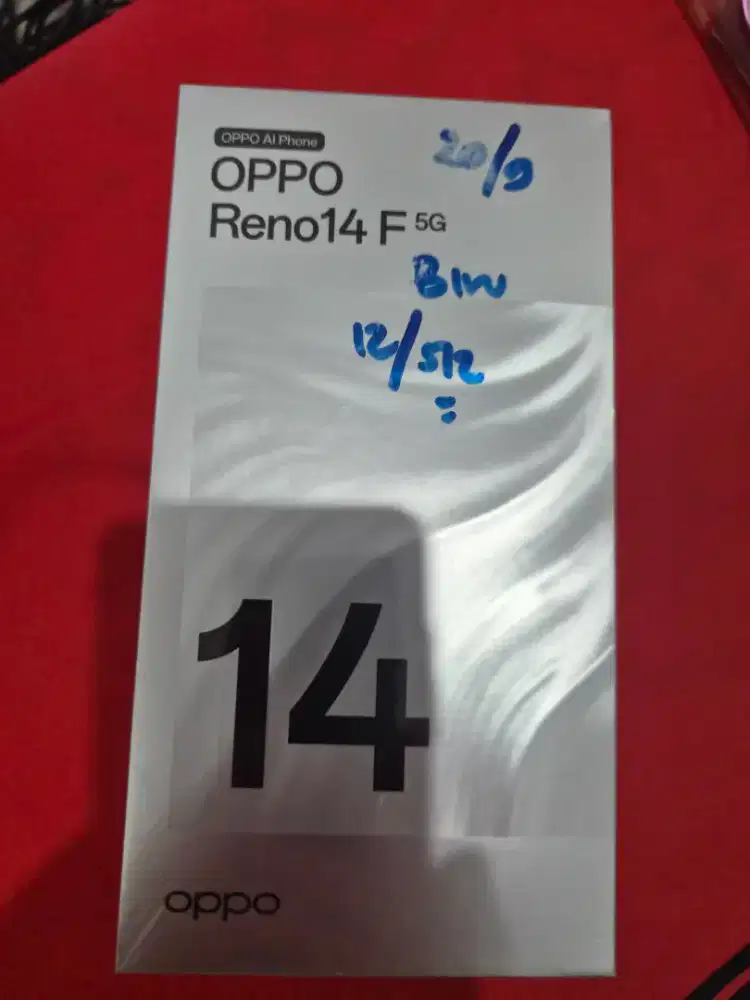 OPPO AI Phone
OPPO
Reno14 F 5G
20/9
Biru
12/512
14
oppo